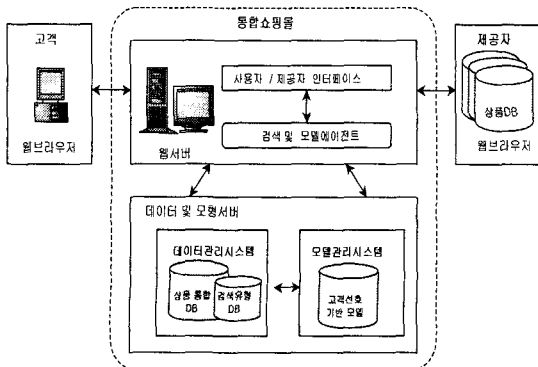 통합쇼핑몰
고객
웹브라우저
사용자 / 제공자 인터페이스
검색 및 모델에이전트
웹서버
제공자
상품DB
웹브라우저
데이터 및 모형서버
데이터관리시스템
상품 통합
DB
검색유형
DB
모델관리시스템
고객선호
기반 모델